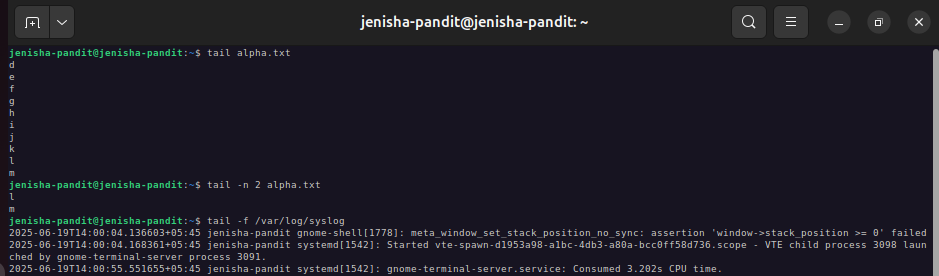 jenisha-pandit@jenisha-pandit: ~
jenisha-pandit@jenisha-pandit:~$ tail alpha.txt
d
e
f
g
h
i
j
k
l
m
jenisha-pandit@jenisha-pandit:~$ tail -n 2 alpha.txt
l
m
jenisha-pandit@jenisha-pandit:~$ tail -f /var/log/syslog
2025-06-19T14:00:04.136603+05:45 jenisha-pandit gnome-shell[1778]: meta_window_set_stack_position_no_sync: assertion 'window->stack_position >= 0' failed
2025-06-19T14:00:04.168361+05:45 jenisha-pandit systemd[1542]: Started vte-spawn-d1953a98-a1bc-4db3-a80a-bcc0ff58d736.scope - VTE child process 3098 laun
ched by gnome-terminal-server process 3091.
2025-06-19T14:00:55.551655+05:45 jenisha-pandit systemd[1542]: gnome-terminal-server.service: Consumed 3.202s CPU time.